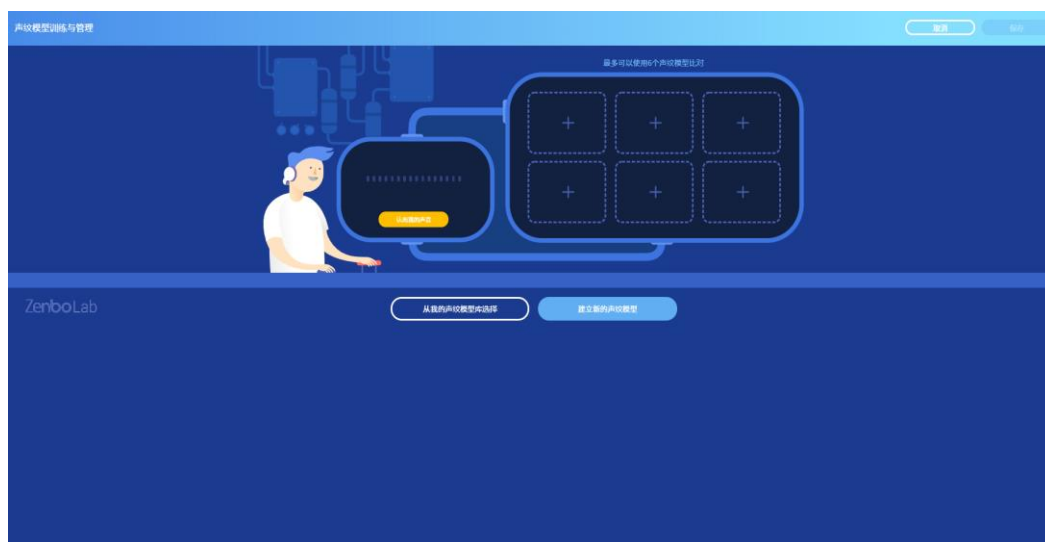 声纹模型训练与管理
取消
保存
最多可以使用6个声纹模型比对
ZenboLab
从我的声纹模型库选择
建立新的声纹模型